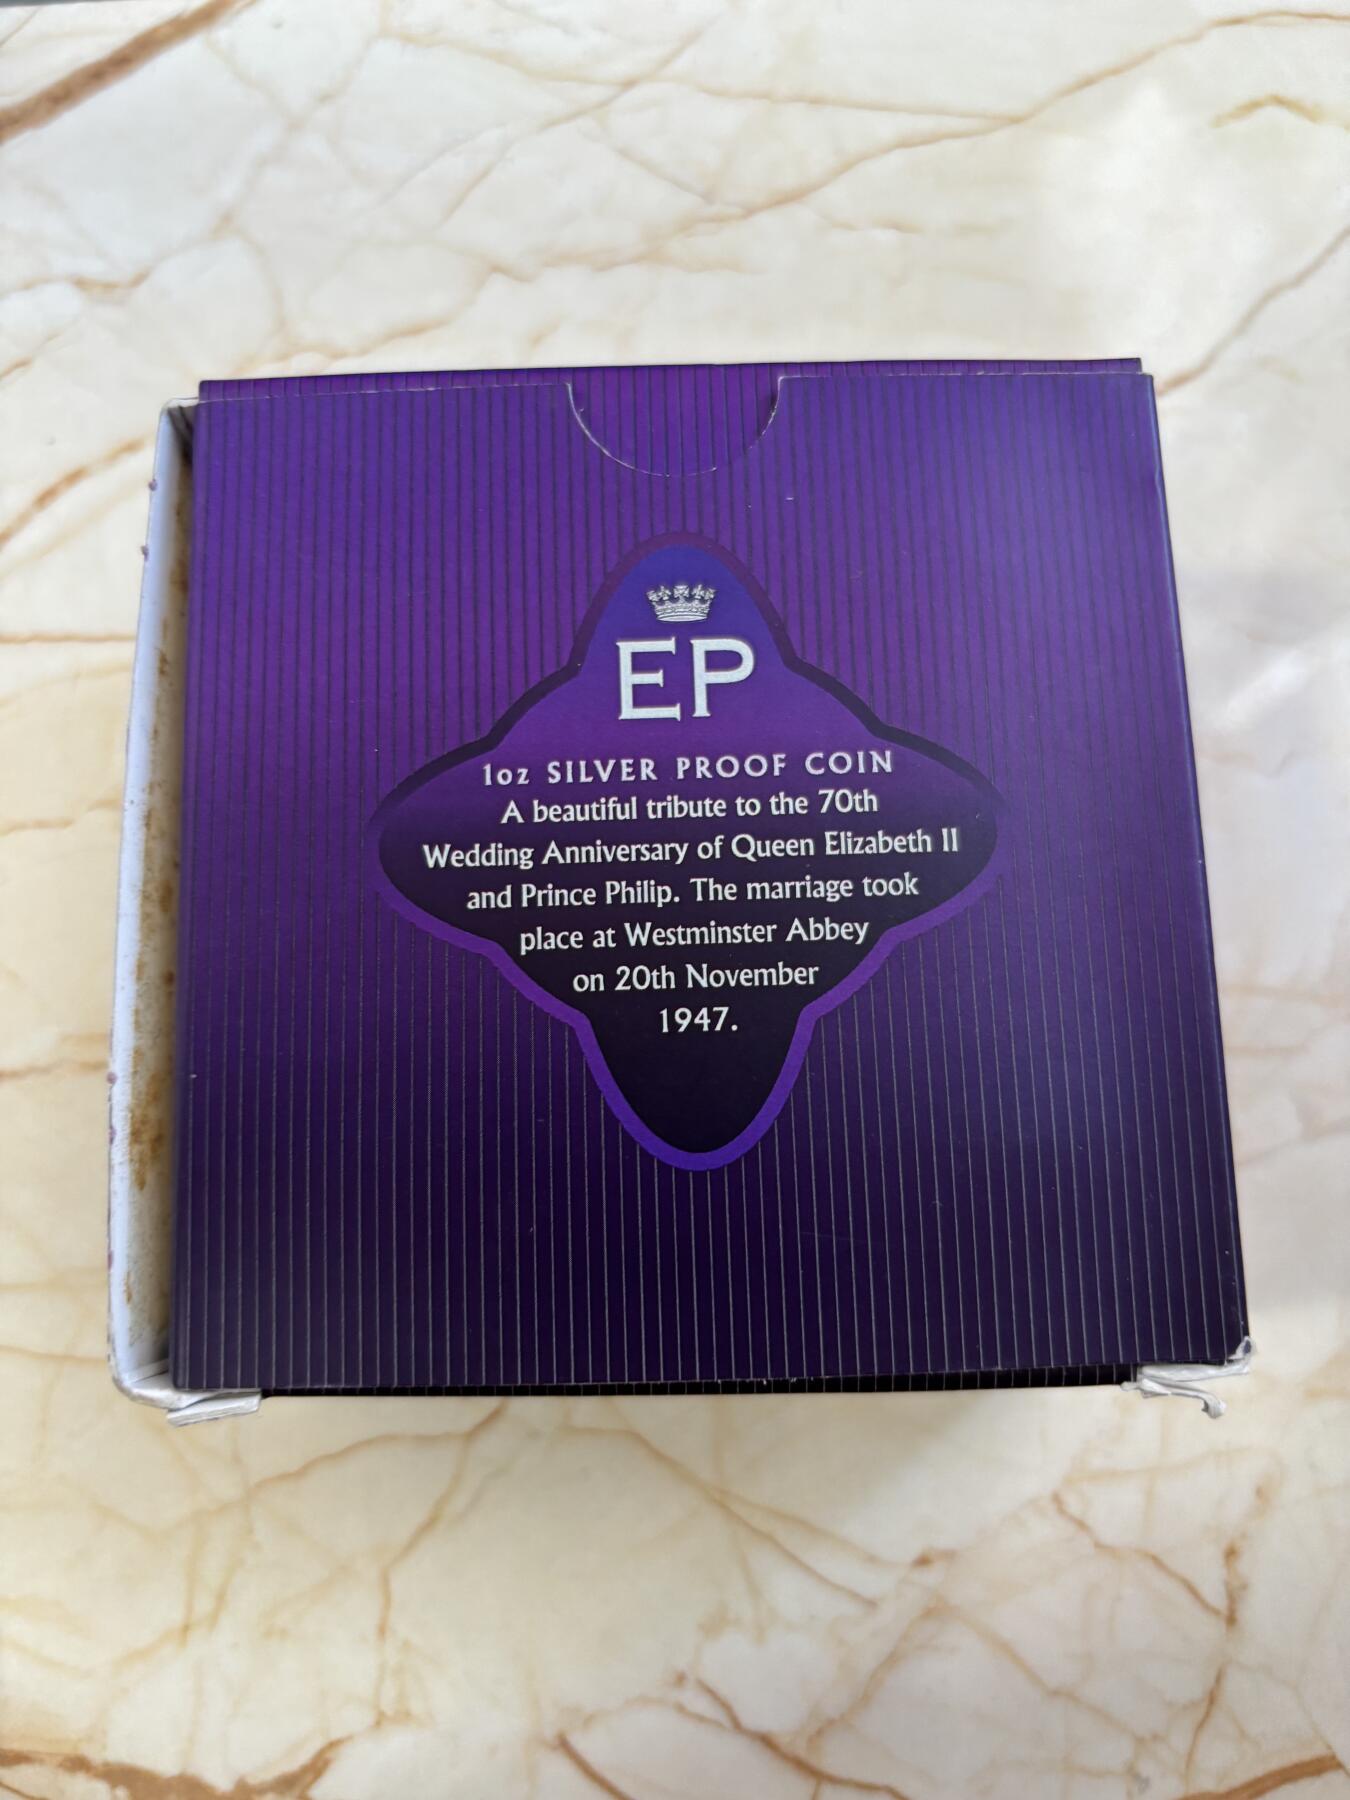 EP
1oz SILVER PROOF COIN
A beautiful tribute to the 70th
Wedding Anniversary of Queen Elizabeth II
and Prince Philip. The marriage took
place at Westminster Abbey
on 20th November
1947.